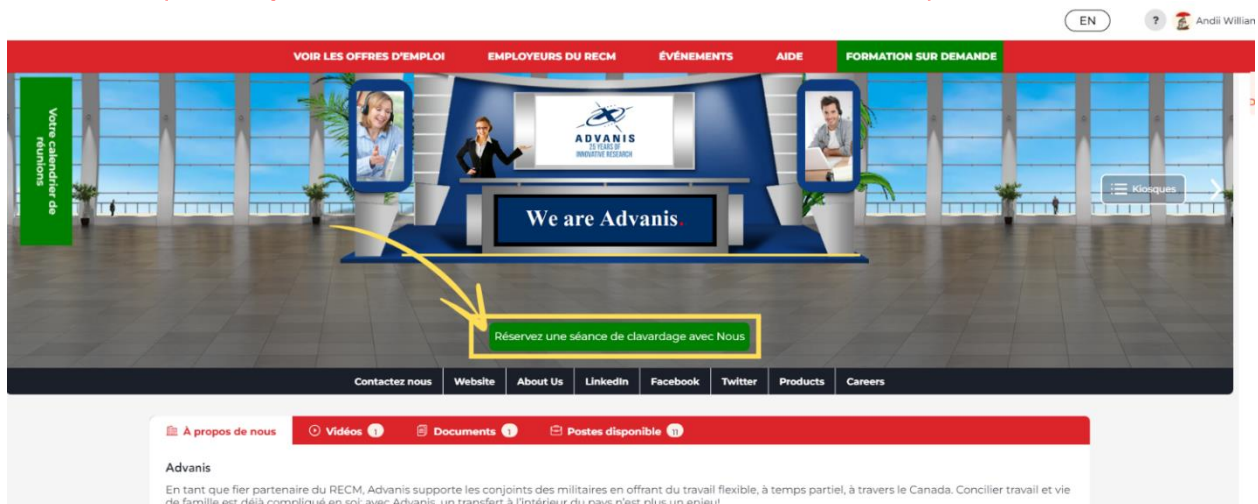 EN
?
Andii Willian
VOIR LES OFFRES D'EMPLOI EMPLOYEURS DU RECM ÉVÉNEMENTS AIDE FORMATION SUR DEMANDE
Votre calendrier de
réunions
ADVANIS
25 YEARS OF
INNOVATIVE RESEARCH
Kiosques
We are Advanis.
Réservez une séance de clavardage avec Nous
Contactez nous Website About Us LinkedIn Facebook Twitter Products Careers
À propos de nous Vidéos 1 Documents 1 Postes disponible 11
Advanis
En tant que fier partenaire du RECM, Advanis supporte les conjoints des militaires en offrant du travail flexible, à temps partiel, à travers le Canada. Concilier travail et vie
de famille est déjà compliqué en soi; avec Advanis, un transfert à l'intérieur du pays n'est plus un enjeu!